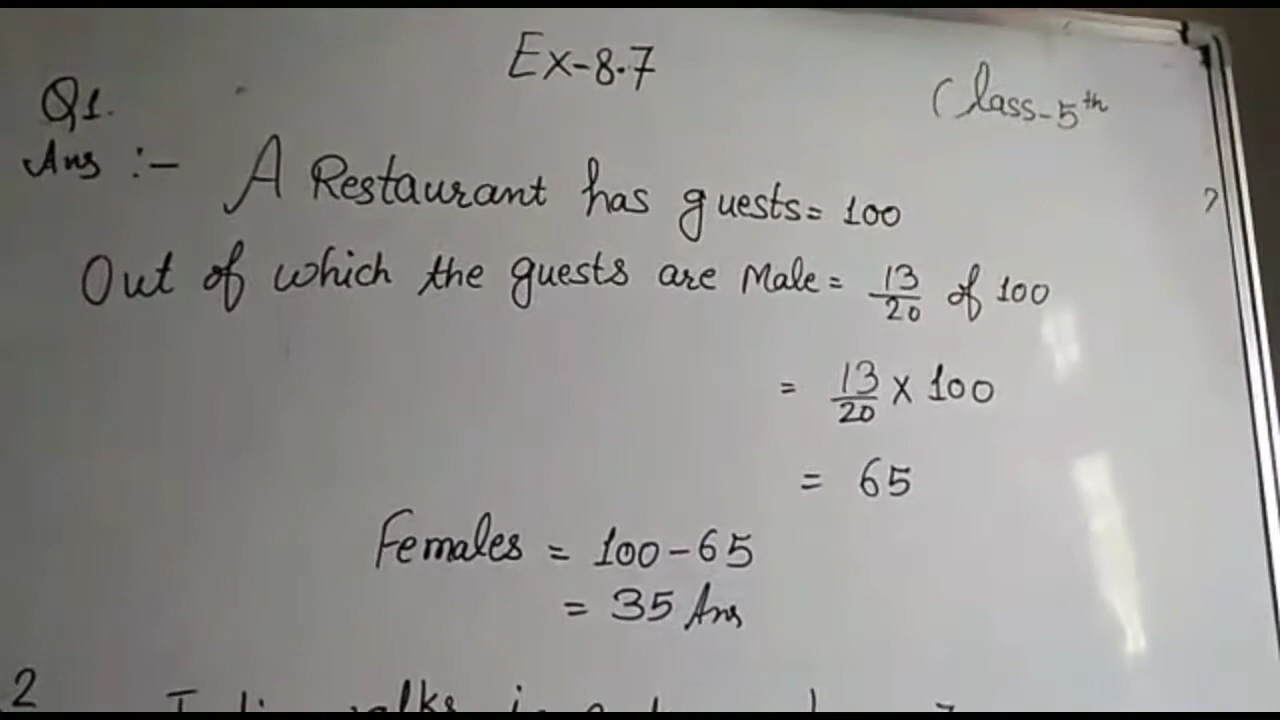 Ex-8.7
Class-5th
Q1.
Ans :- A Restaurant has guests= 100
Out of which the guests are Male= 13/20 of 100
= 13/20 × 100
= 65
Females = 100-65
= 35 Ans
2